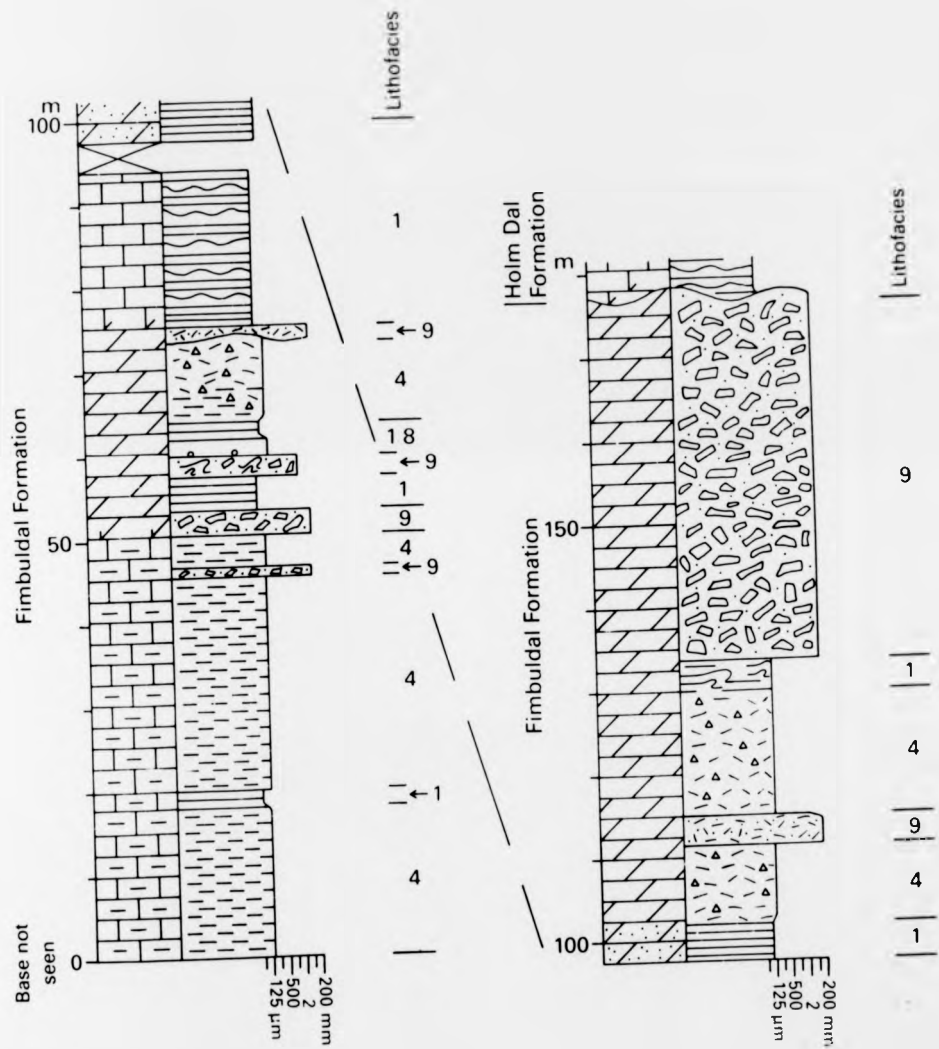 Lithofacies
m
100
1
← 9
4
1 8
← 9
1
9
4
← 9
4
← 1
4
50
0
Fimbuldal Formation
Base not
seen
125 μm
500
2
200 mm
Holm Dal
Formation
m
Lithofacies
9
150
1
4
9
4
1
100
Fimbuldal Formation
125 μm
500
2
200 mm